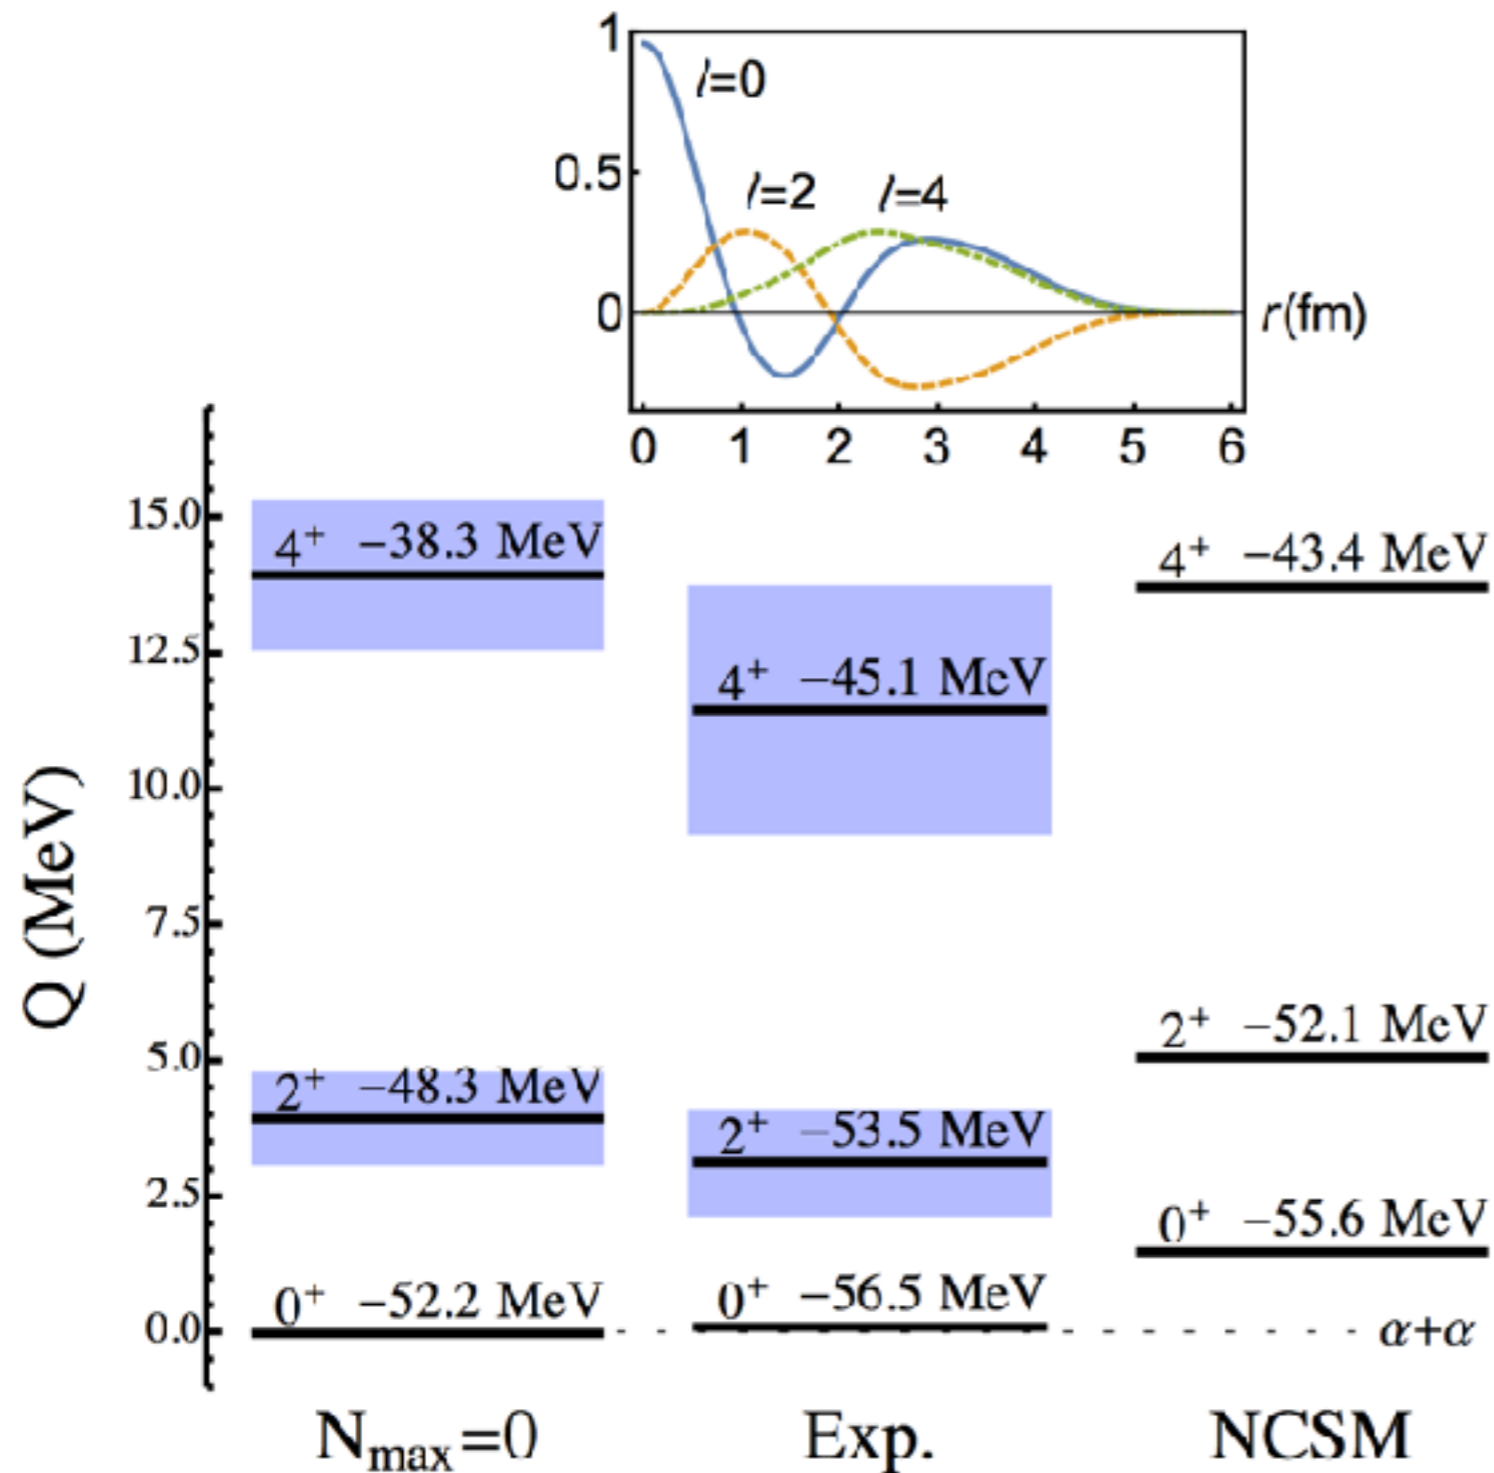 1
l=0
0.5
l=2
l=4
0
r(fm)
0 1 2 3 4 5 6
15.0
4⁺ −38.3 MeV
4⁺ −43.4 MeV
12.5
4⁺ −45.1 MeV
10.0
Q (MeV)
7.5
2⁺ −52.1 MeV
5.0
2⁺ −48.3 MeV
2⁺ −53.5 MeV
2.5
0⁺ −55.6 MeV
0⁺ −52.2 MeV
0⁺ −56.5 MeV
0.0
α+α
Nmax=0 Exp. NCSM